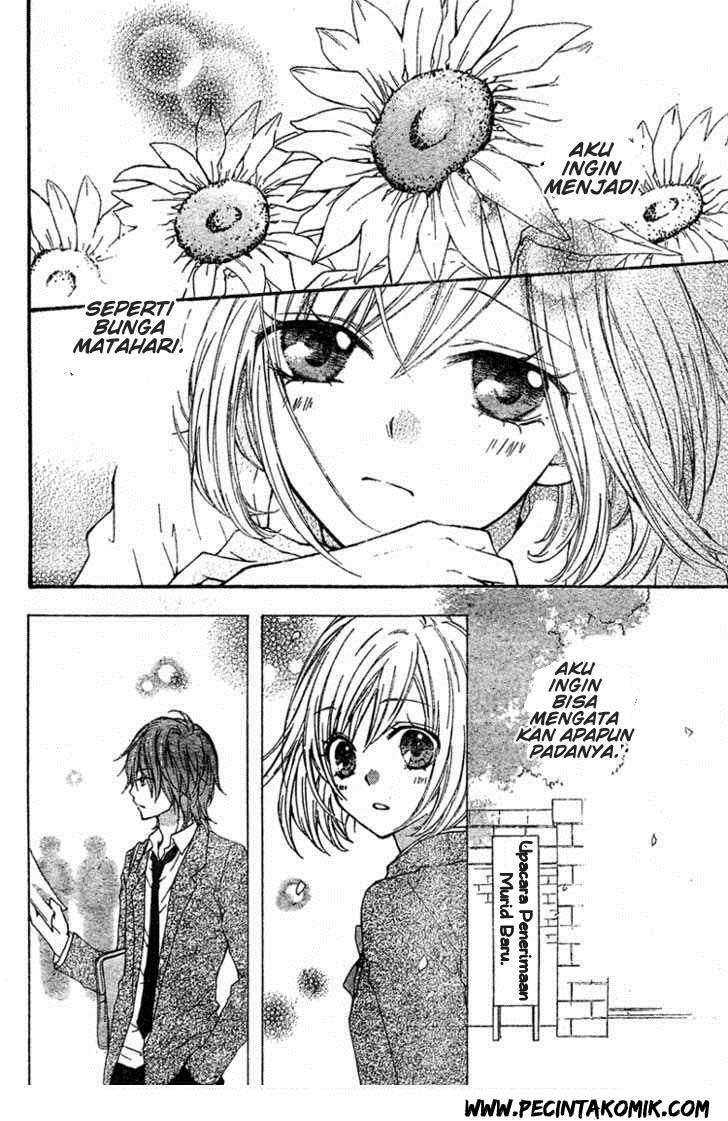 AKU
INGIN
MENJADI
SEPERTI
BUNGA
MATAHARI.
AKU
INGIN
BISA
MENGATA
KAN APAPUN
PADANYA.
Upacara Penerimaan
Murid Baru.
WWW.PECINTAKOMIK.COM